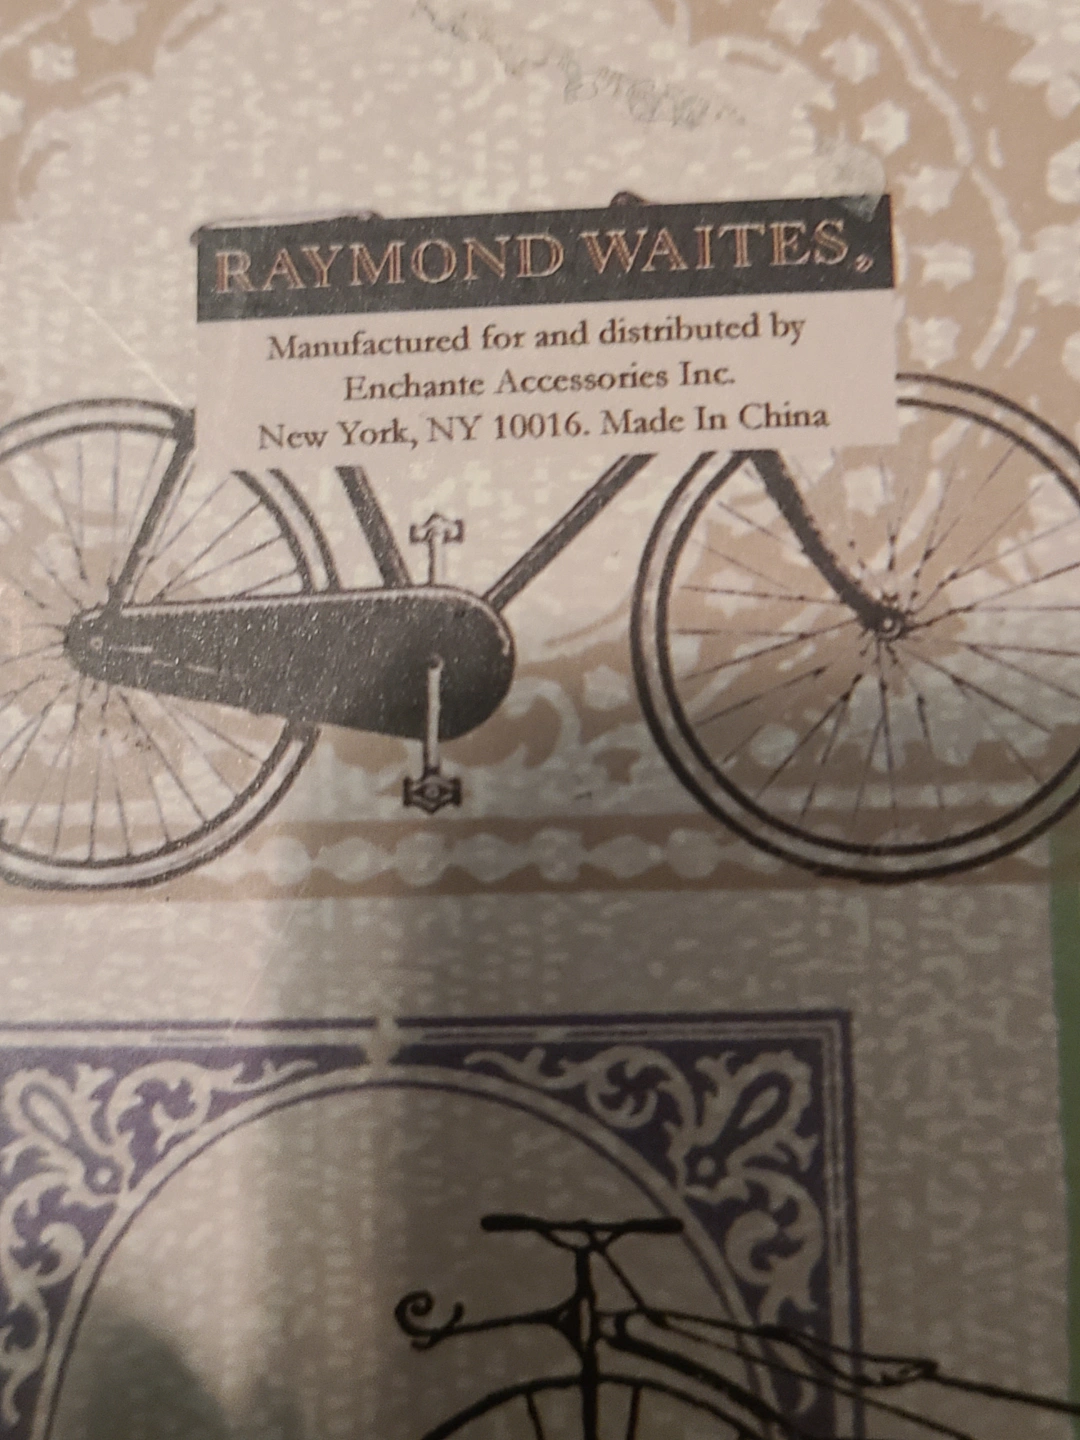 RAYMOND WAITES®
Manufactured for and distributed by
Enchante Accessories Inc.
New York, NY 10016. Made In China